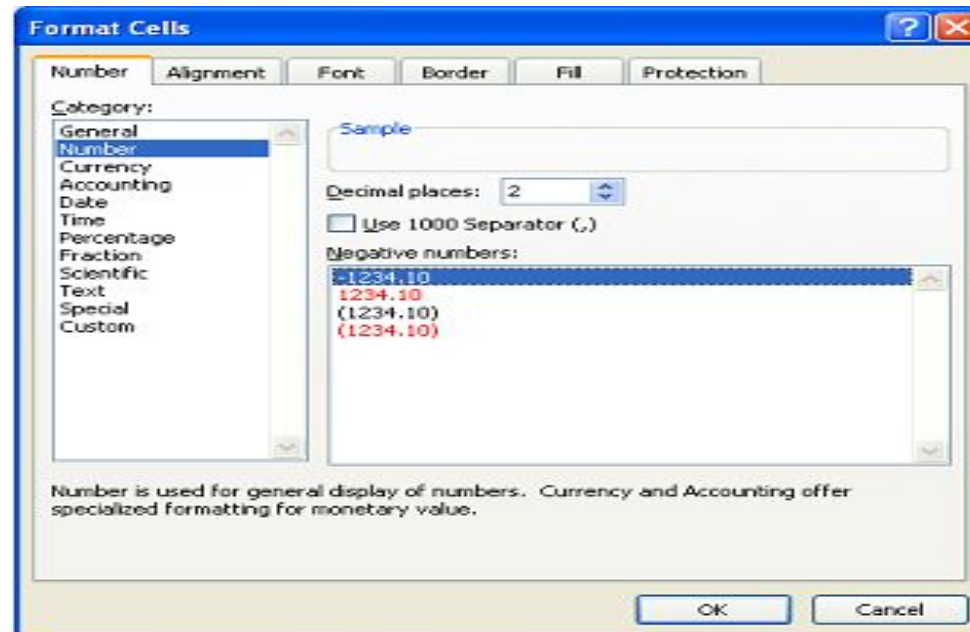 Format Cells
Number Alignment Font Border Fill Protection
Category:
General
Number
Currency
Accounting
Date
Time
Percentage
Fraction
Scientific
Text
Special
Custom
Sample
Decimal places: 2
Use 1000 Separator (,)
Negative numbers:
-1234.10
1234.10
(1234.10)
(1234.10)
Number is used for general display of numbers. Currency and Accounting offer
specialized formatting for monetary value.
OK Cancel